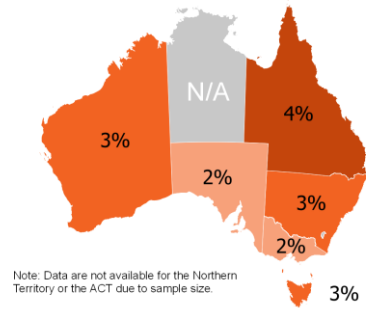 N/A
4%
3%
2%
3%
2%
Note: Data are not available for the Northern
Territory or the ACT due to sample size.
3%